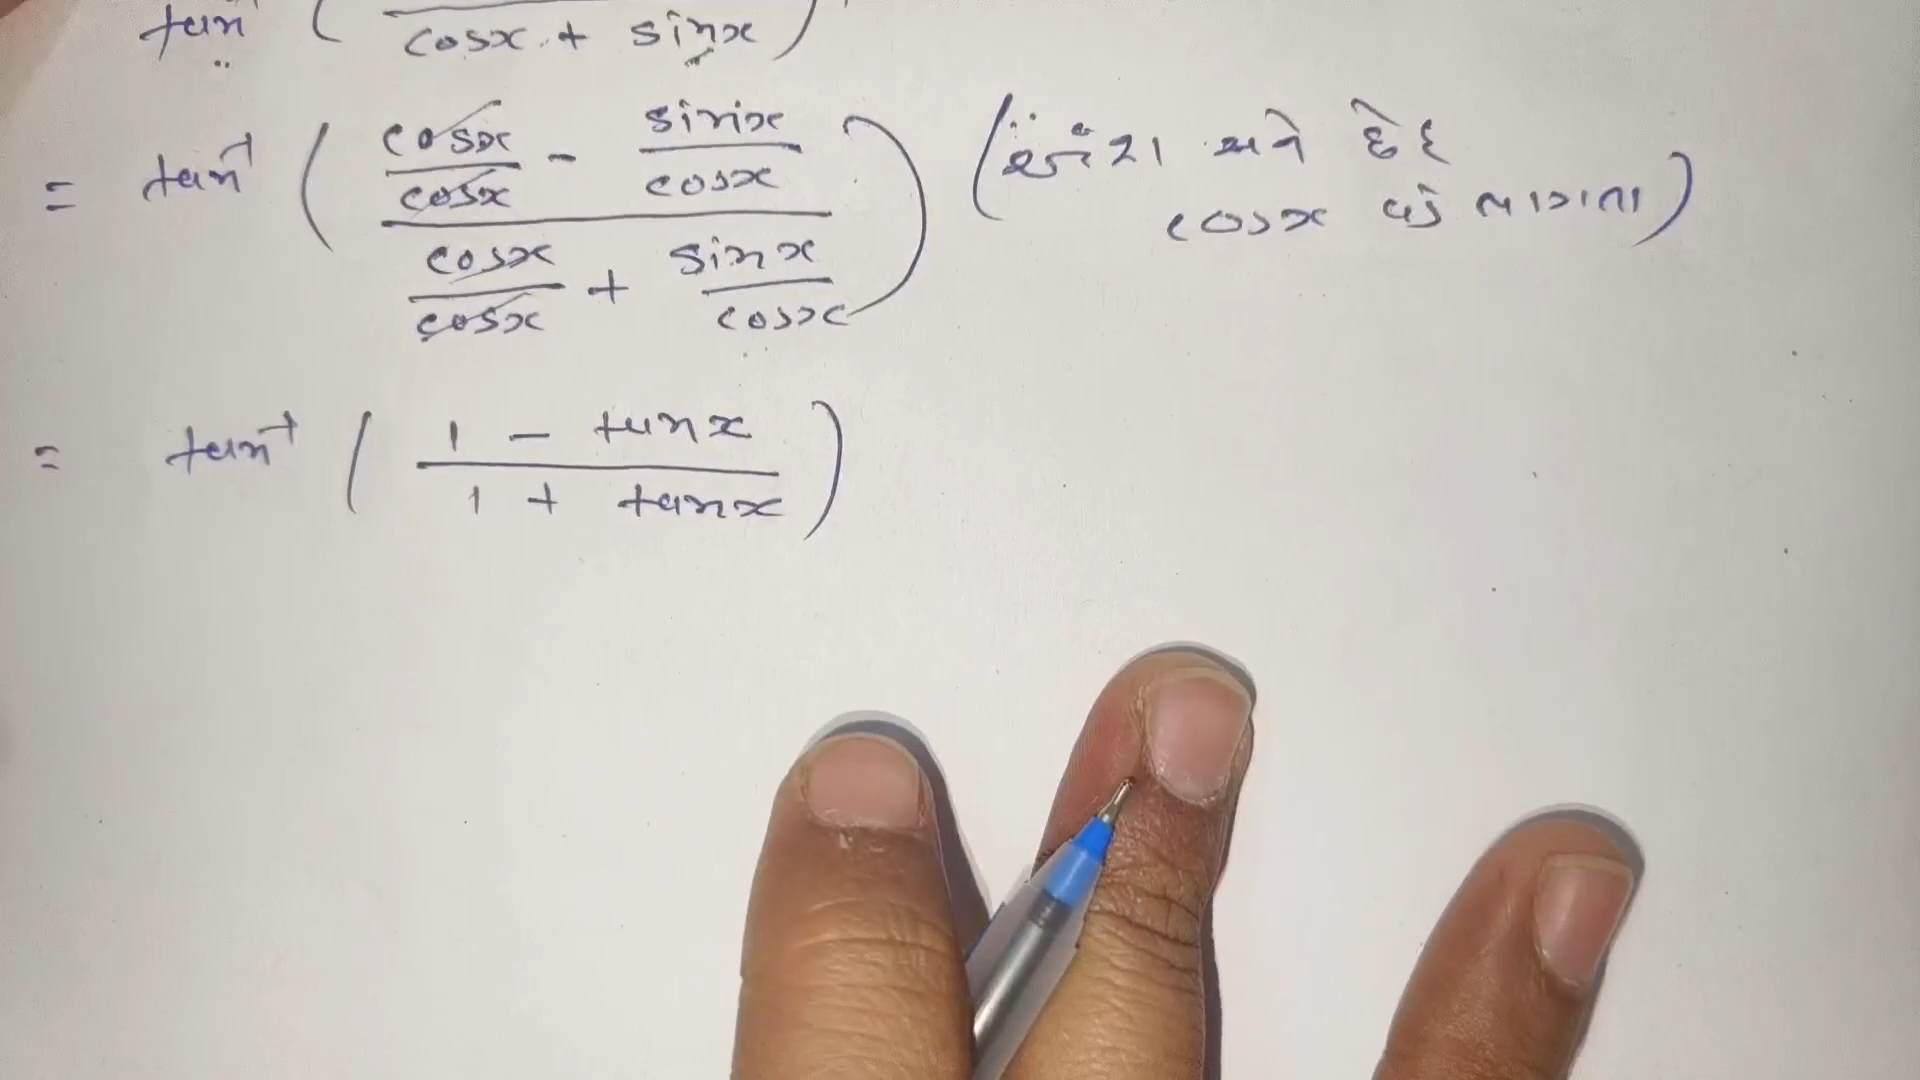 tan⁻¹ ( ─── / cosx + sinx )
= tan⁻¹ ( (cosx/cosx - sinx/cosx) / (cosx/cosx + sinx/cosx) ) (અંશ અને છેદ
cosx વડે ભાગતા)
= tan⁻¹ ( (1 - tanx) / (1 + tanx) )